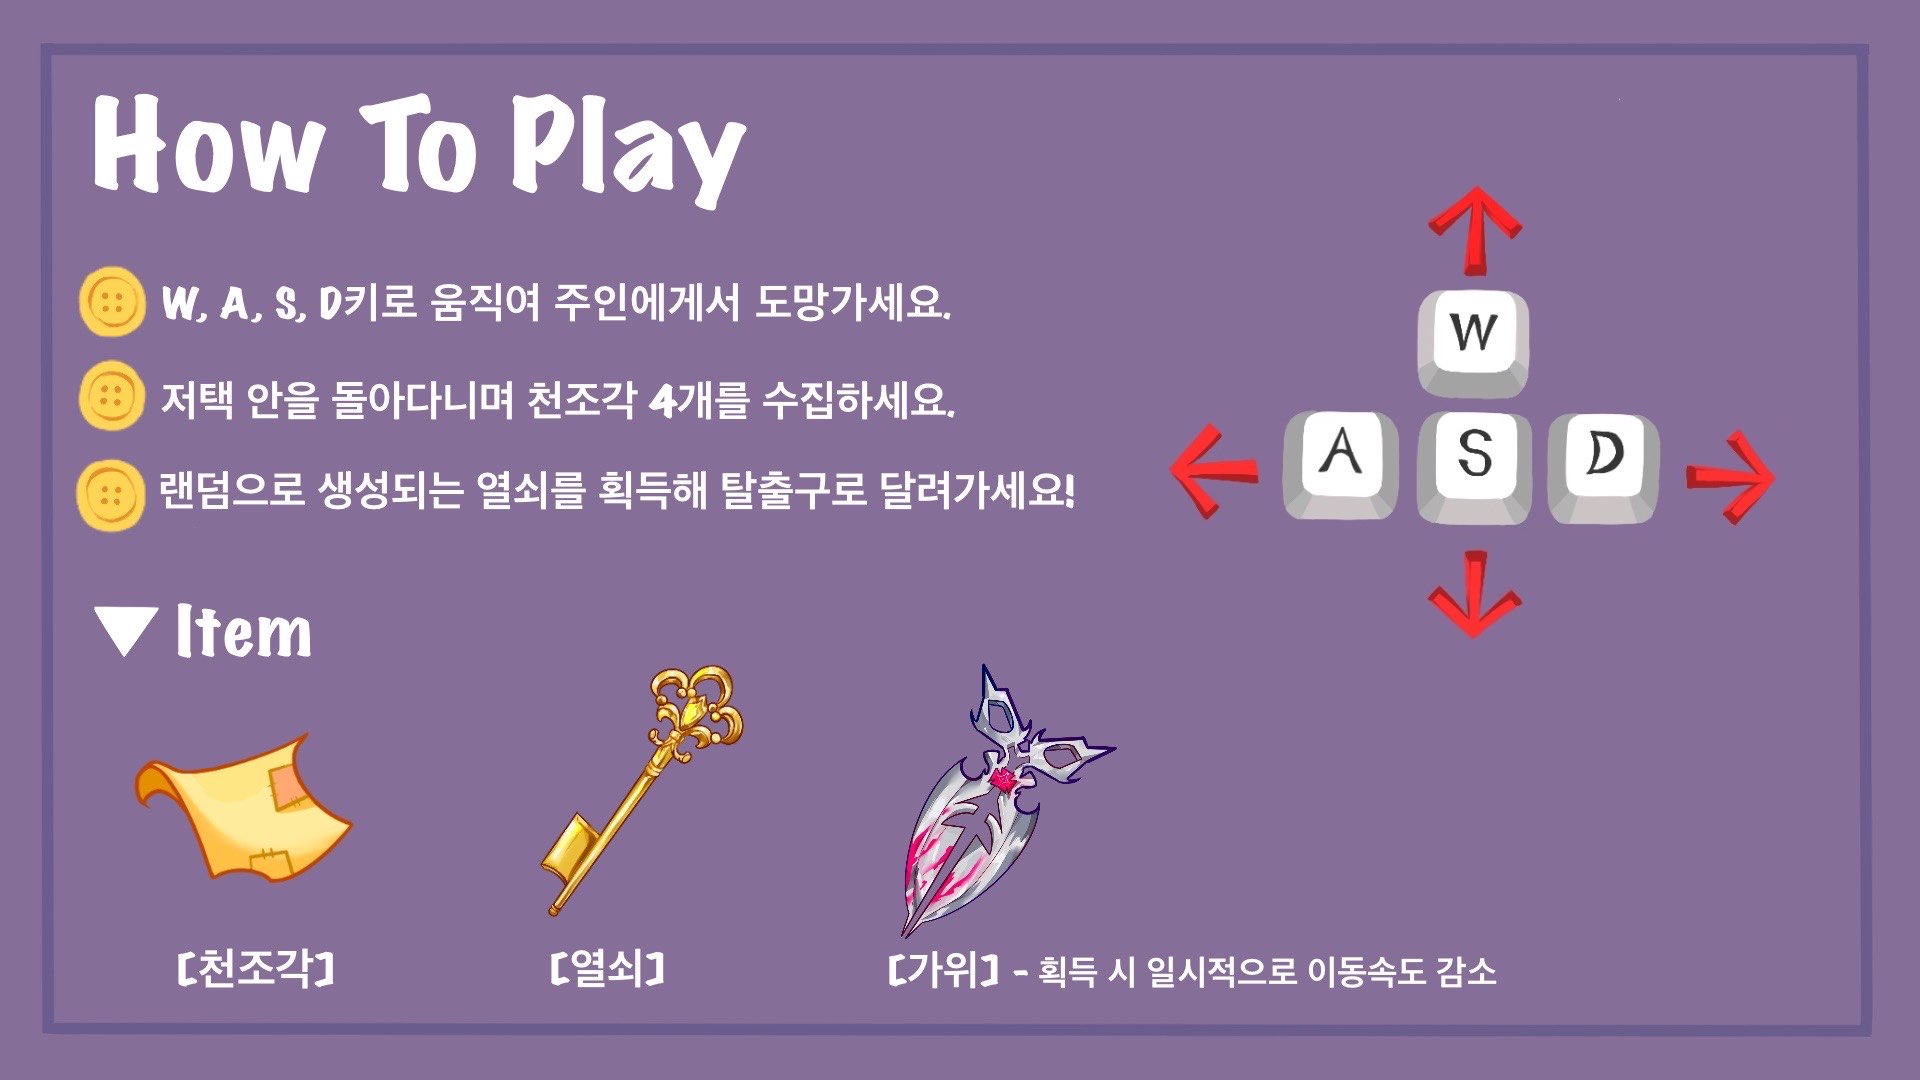 How To Play
W, A, S, D키로 움직여 주인에게서 도망가세요.
저택 안을 돌아다니며 천조각 4개를 수집하세요.
랜덤으로 생성되는 열쇠를 획득해 탈출구로 달려가세요!
W
A S D
▼ Item
[천조각]
[열쇠]
[가위] - 획득 시 일시적으로 이동속도 감소